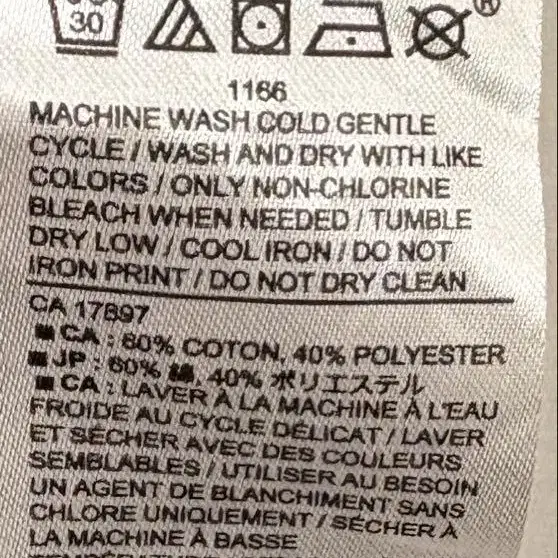 30
®
1166
MACHINE WASH COLD GENTLE
CYCLE / WASH AND DRY WITH LIKE
COLORS / ONLY NON-CHLORINE
BLEACH WHEN NEEDED / TUMBLE
DRY LOW / COOL IRON / DO NOT
IRON PRINT / DO NOT DRY CLEAN
CA 17897
CA : 60% COTON, 40% POLYESTER
JP : 60% 綿, 40% ポリエステル
CA : LAVER À LA MACHINE À L'EAU
FROIDE AU CYCLE DÉLICAT / LAVER
ET SÉCHER AVEC DES COULEURS
SEMBLABLES / UTILISER AU BESOIN
UN AGENT DE BLANCHIMENT SANS
CHLORE UNIQUEMENT / SÉCHER À
LA MACHINE À BASSE